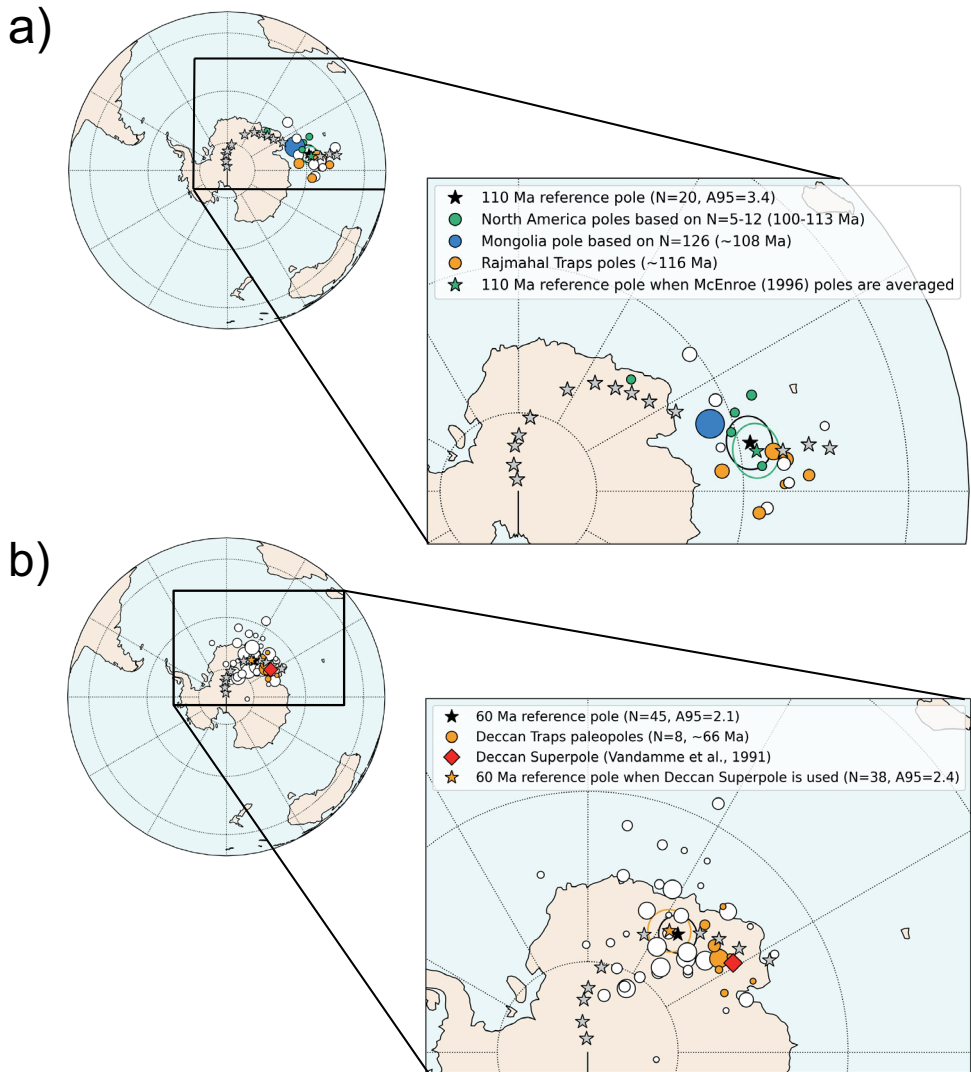 a)
110 Ma reference pole (N=20, A95=3.4)
North America poles based on N=5-12 (100-113 Ma)
Mongolia pole based on N=126 (~108 Ma)
Rajmahal Traps poles (~116 Ma)
110 Ma reference pole when McEnroe (1996) poles are averaged
b)
60 Ma reference pole (N=45, A95=2.1)
Deccan Traps paleopoles (N=8, ~66 Ma)
Deccan Superpole (Vandamme et al., 1991)
60 Ma reference pole when Deccan Superpole is used (N=38, A95=2.4)